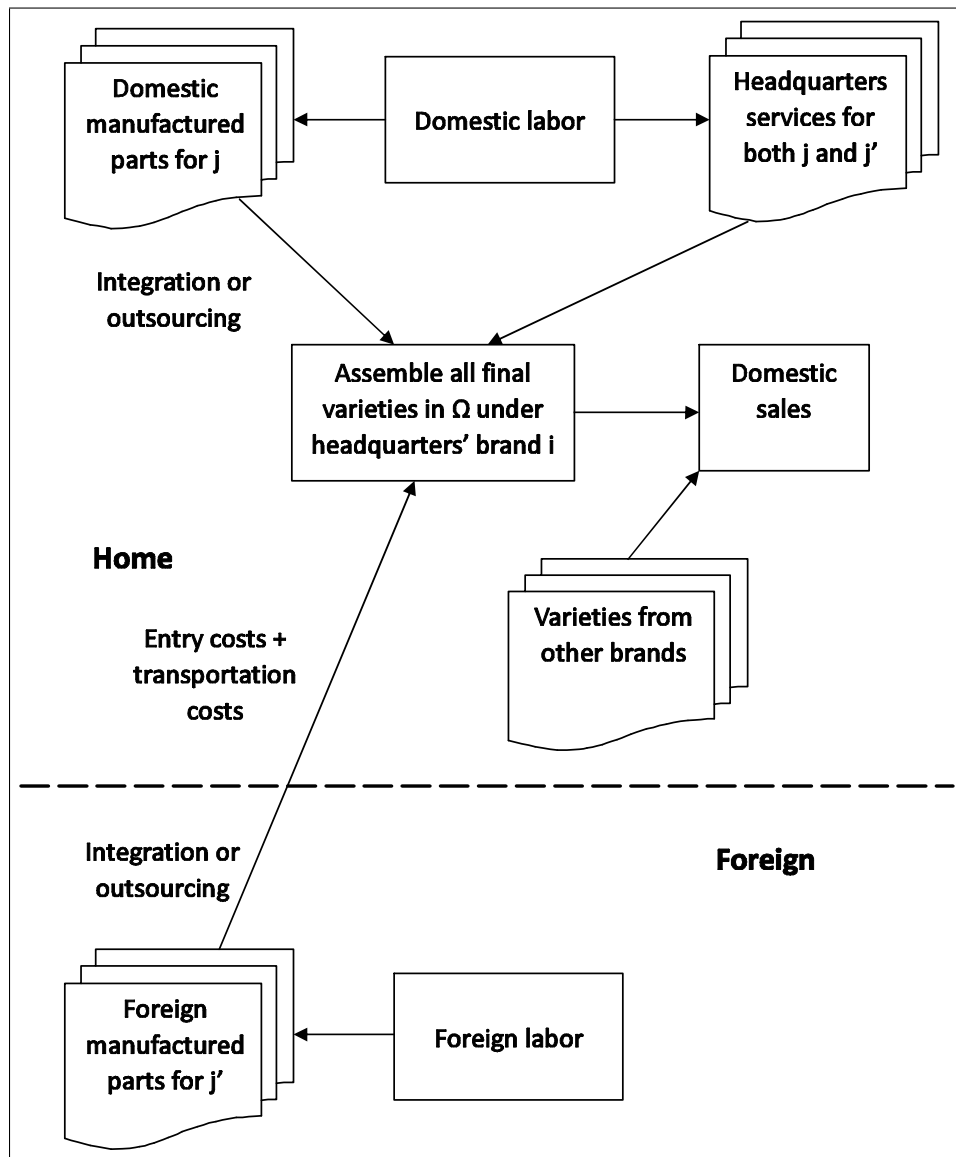 Domestic
manufactured
parts for j
Domestic labor
Headquarters
services for
both j and j’
Integration or
outsourcing
Assemble all final
varieties in Ω under
headquarters’ brand i
Domestic
sales
Home
Varieties from
other brands
Entry costs +
transportation
costs
Integration or
outsourcing
Foreign
Foreign
manufactured
parts for j’
Foreign labor